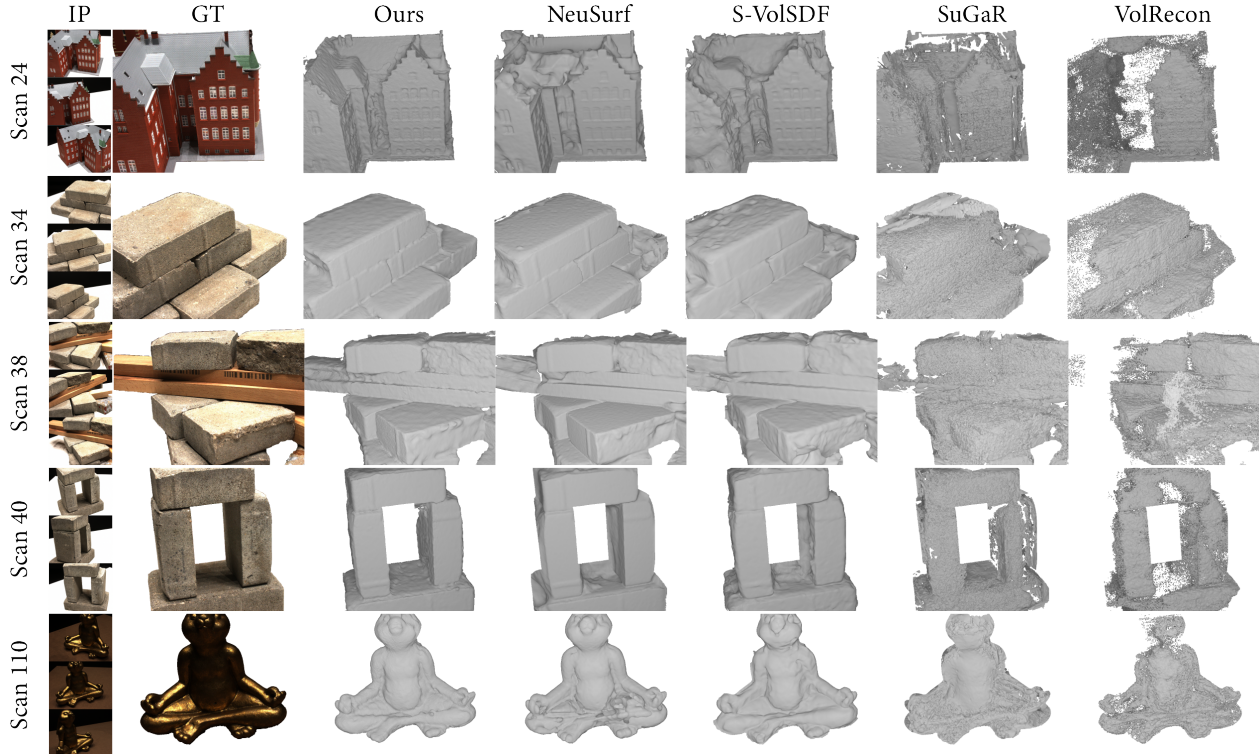 IP GT Ours NeuSurf S-VolSDF SuGaR VolRecon
Scan 24
Scan 34
Scan 38
Scan 40
Scan 110